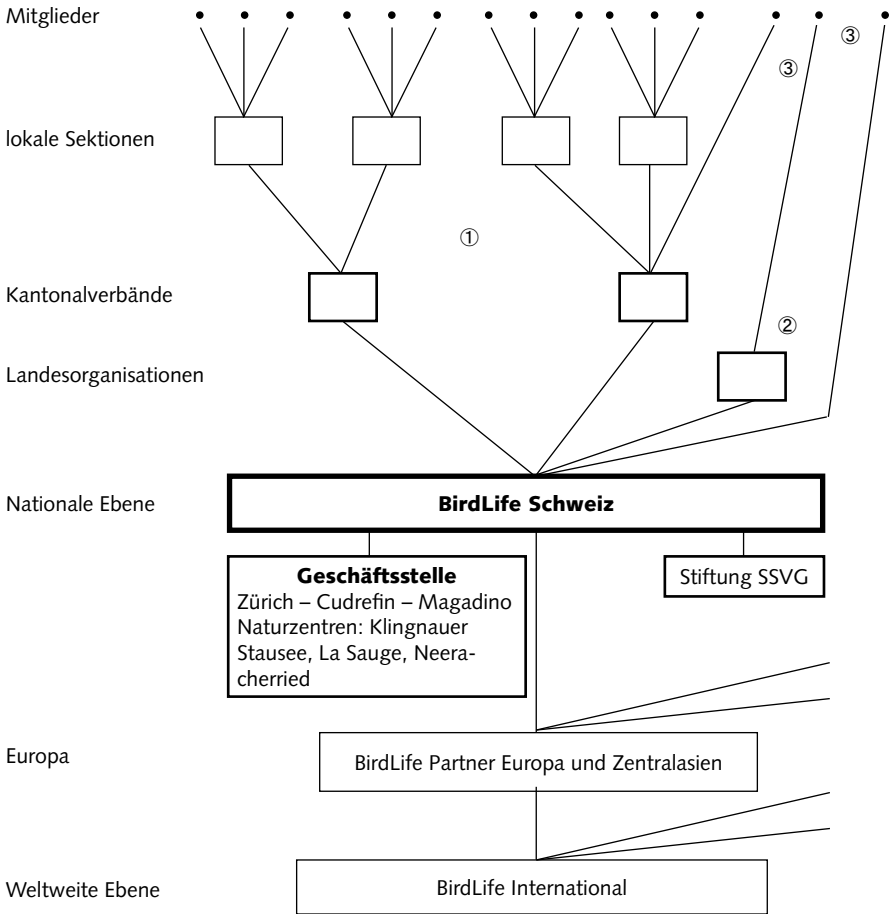 Mitglieder
③
③
lokale Sektionen
①
Kantonalverbände
②
Landesorganisationen
Nationale Ebene
BirdLife Schweiz
Geschäftsstelle
Zürich – Cudrefin – Magadino
Naturzentren: Klingnauer
Stausee, La Sauge, Neera-
cherried
Stiftung SSVG
Europa
BirdLife Partner Europa und Zentralasien
Weltweite Ebene
BirdLife International